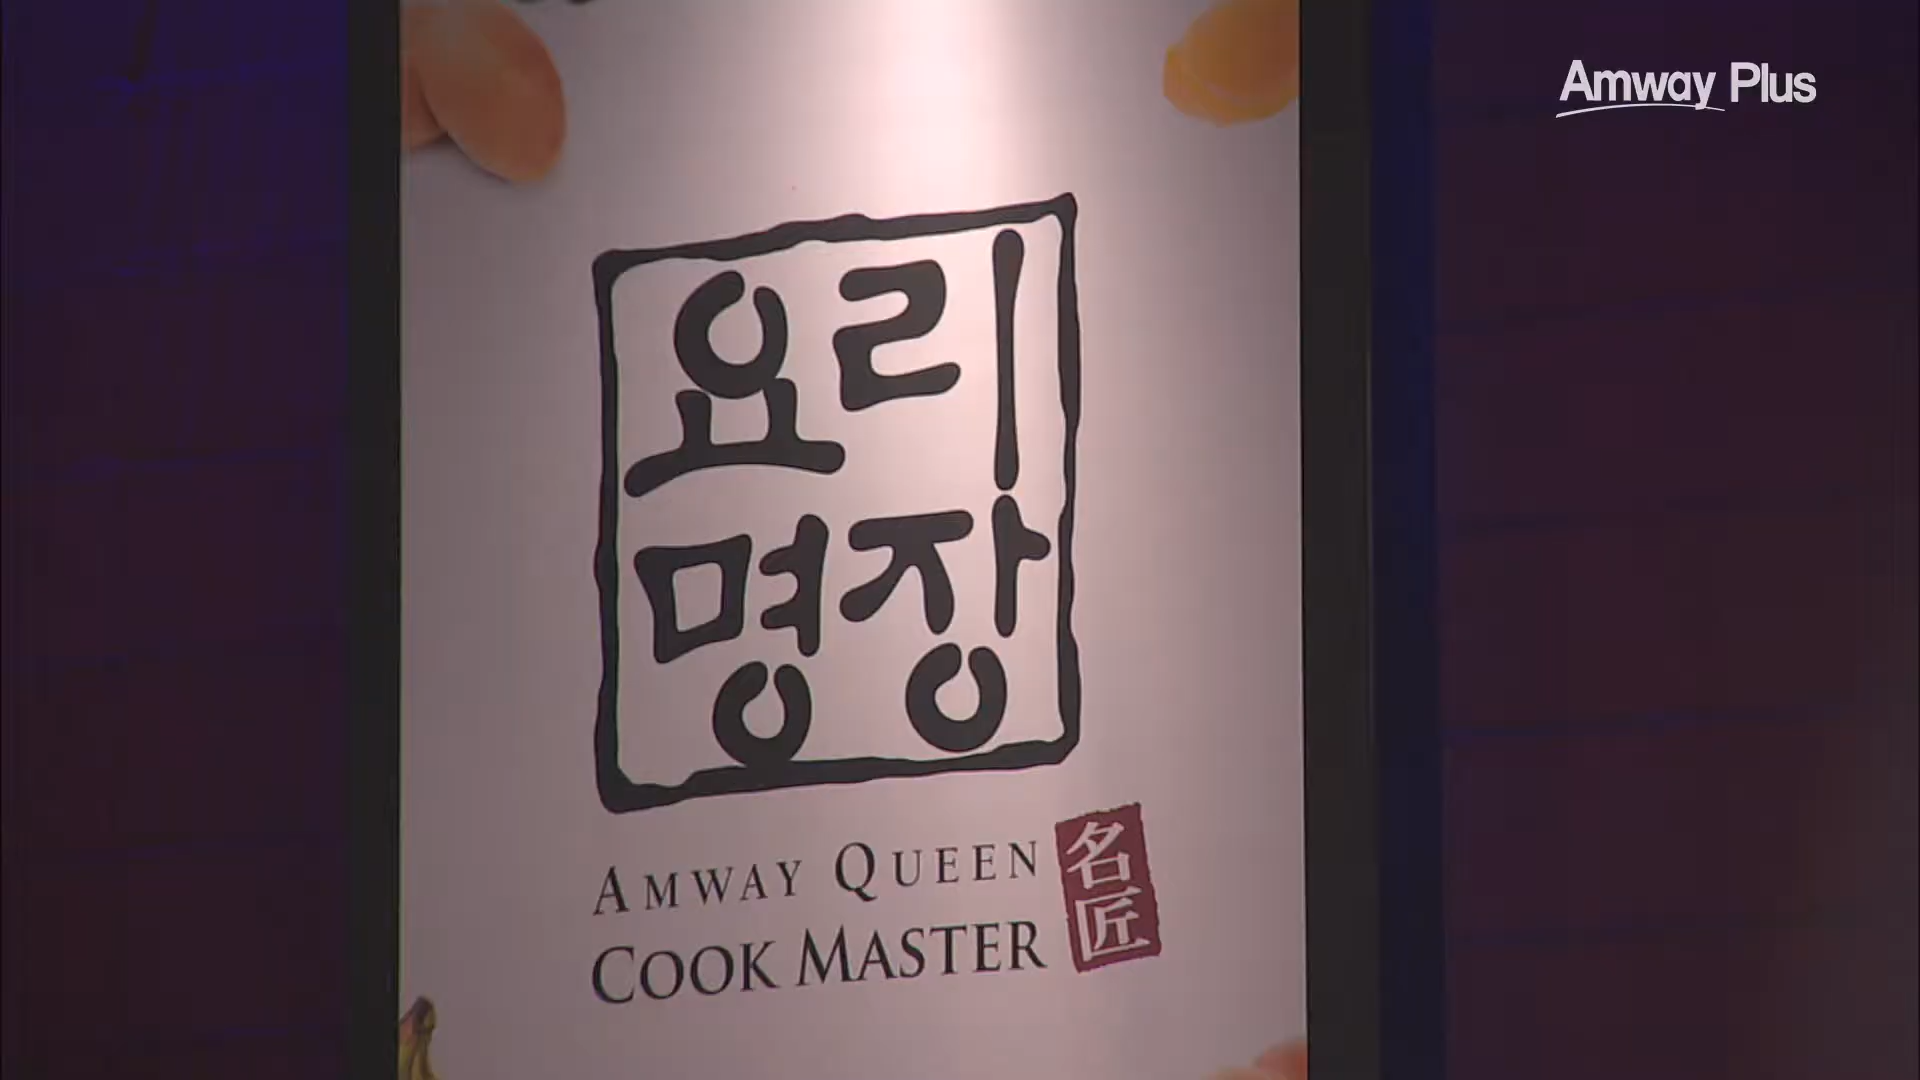 Amway Plus
요리
명장
AMWAY QUEEN
COOK MASTER
名匠